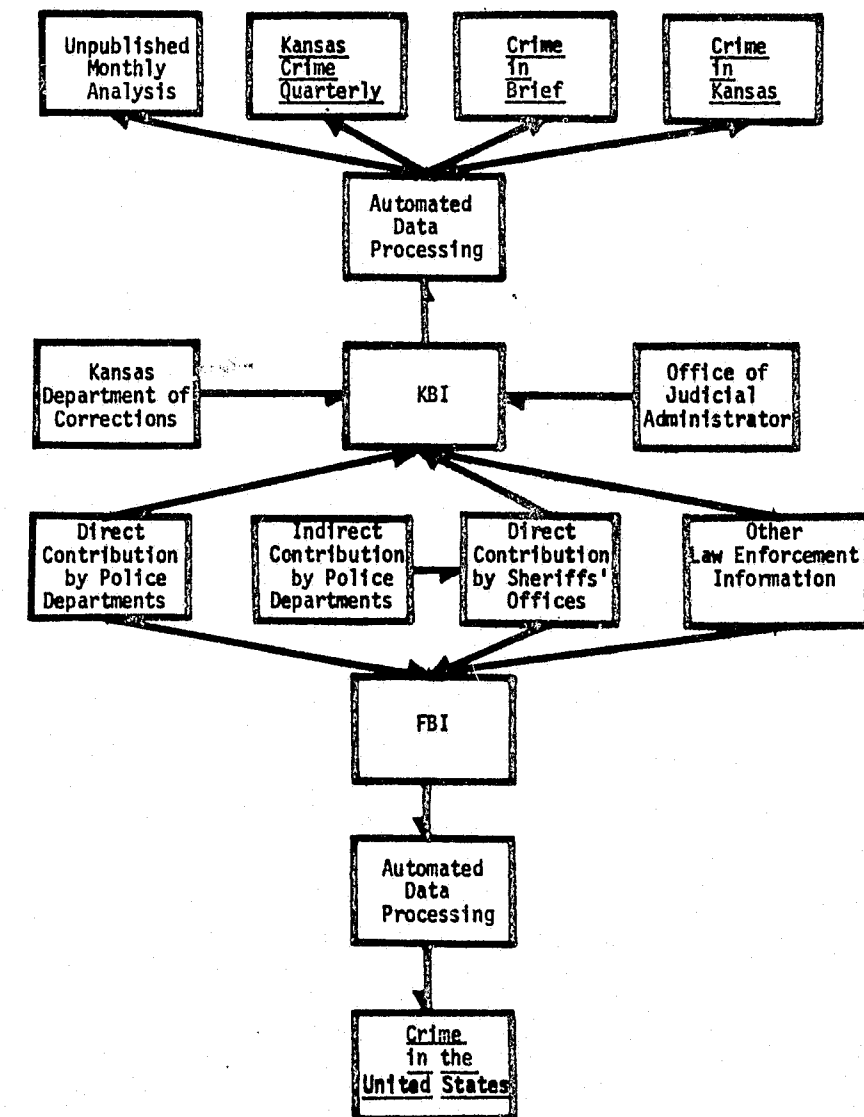 Unpublished
Monthly
Analysis
Kansas
Crime
Quarterly
Crime
in
Brief
Crime
in
Kansas
Automated
Data
Processing
Kansas
Department of
Corrections
KBI
Office of
Judicial
Administrator
Direct
Contribution
by Police
Departments
Indirect
Contribution
by Police
Departments
Direct
Contribution
by Sheriffs'
Offices
Other
Law Enforcement
Information
FBI
Automated
Data
Processing
Crime
in the
United States